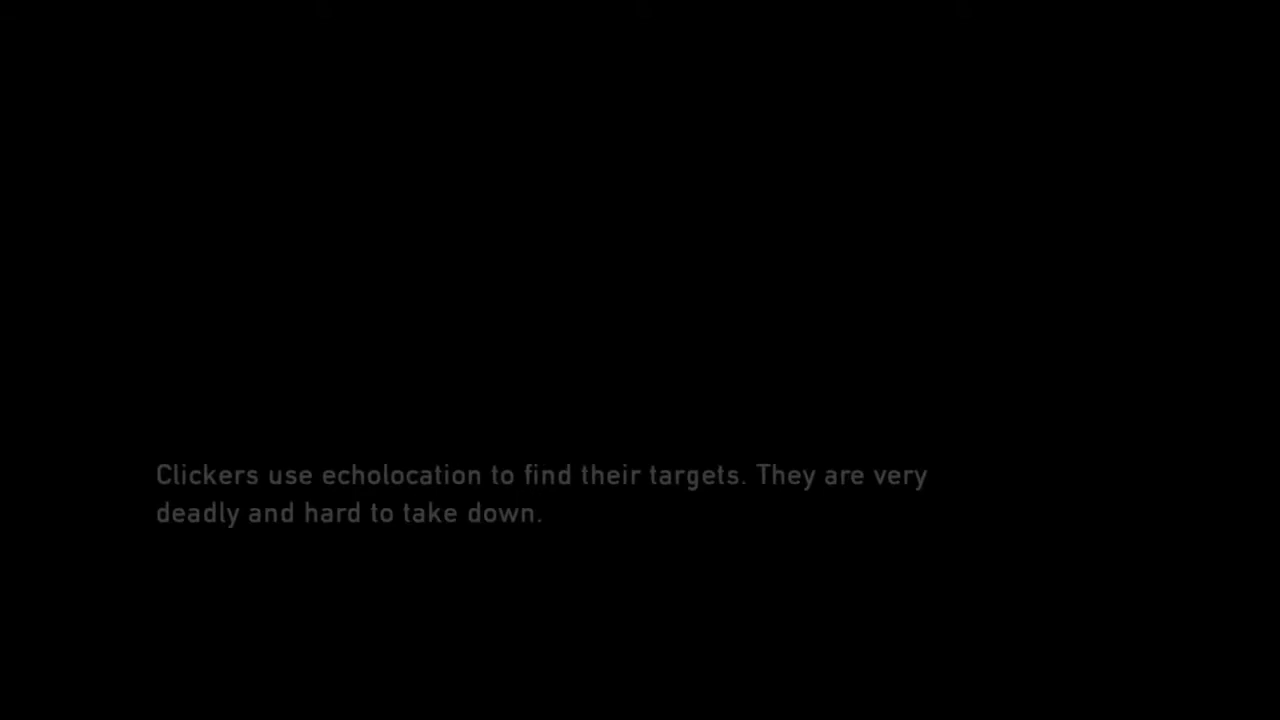 Clickers use echolocation to find their targets. They are very
deadly and hard to take down.